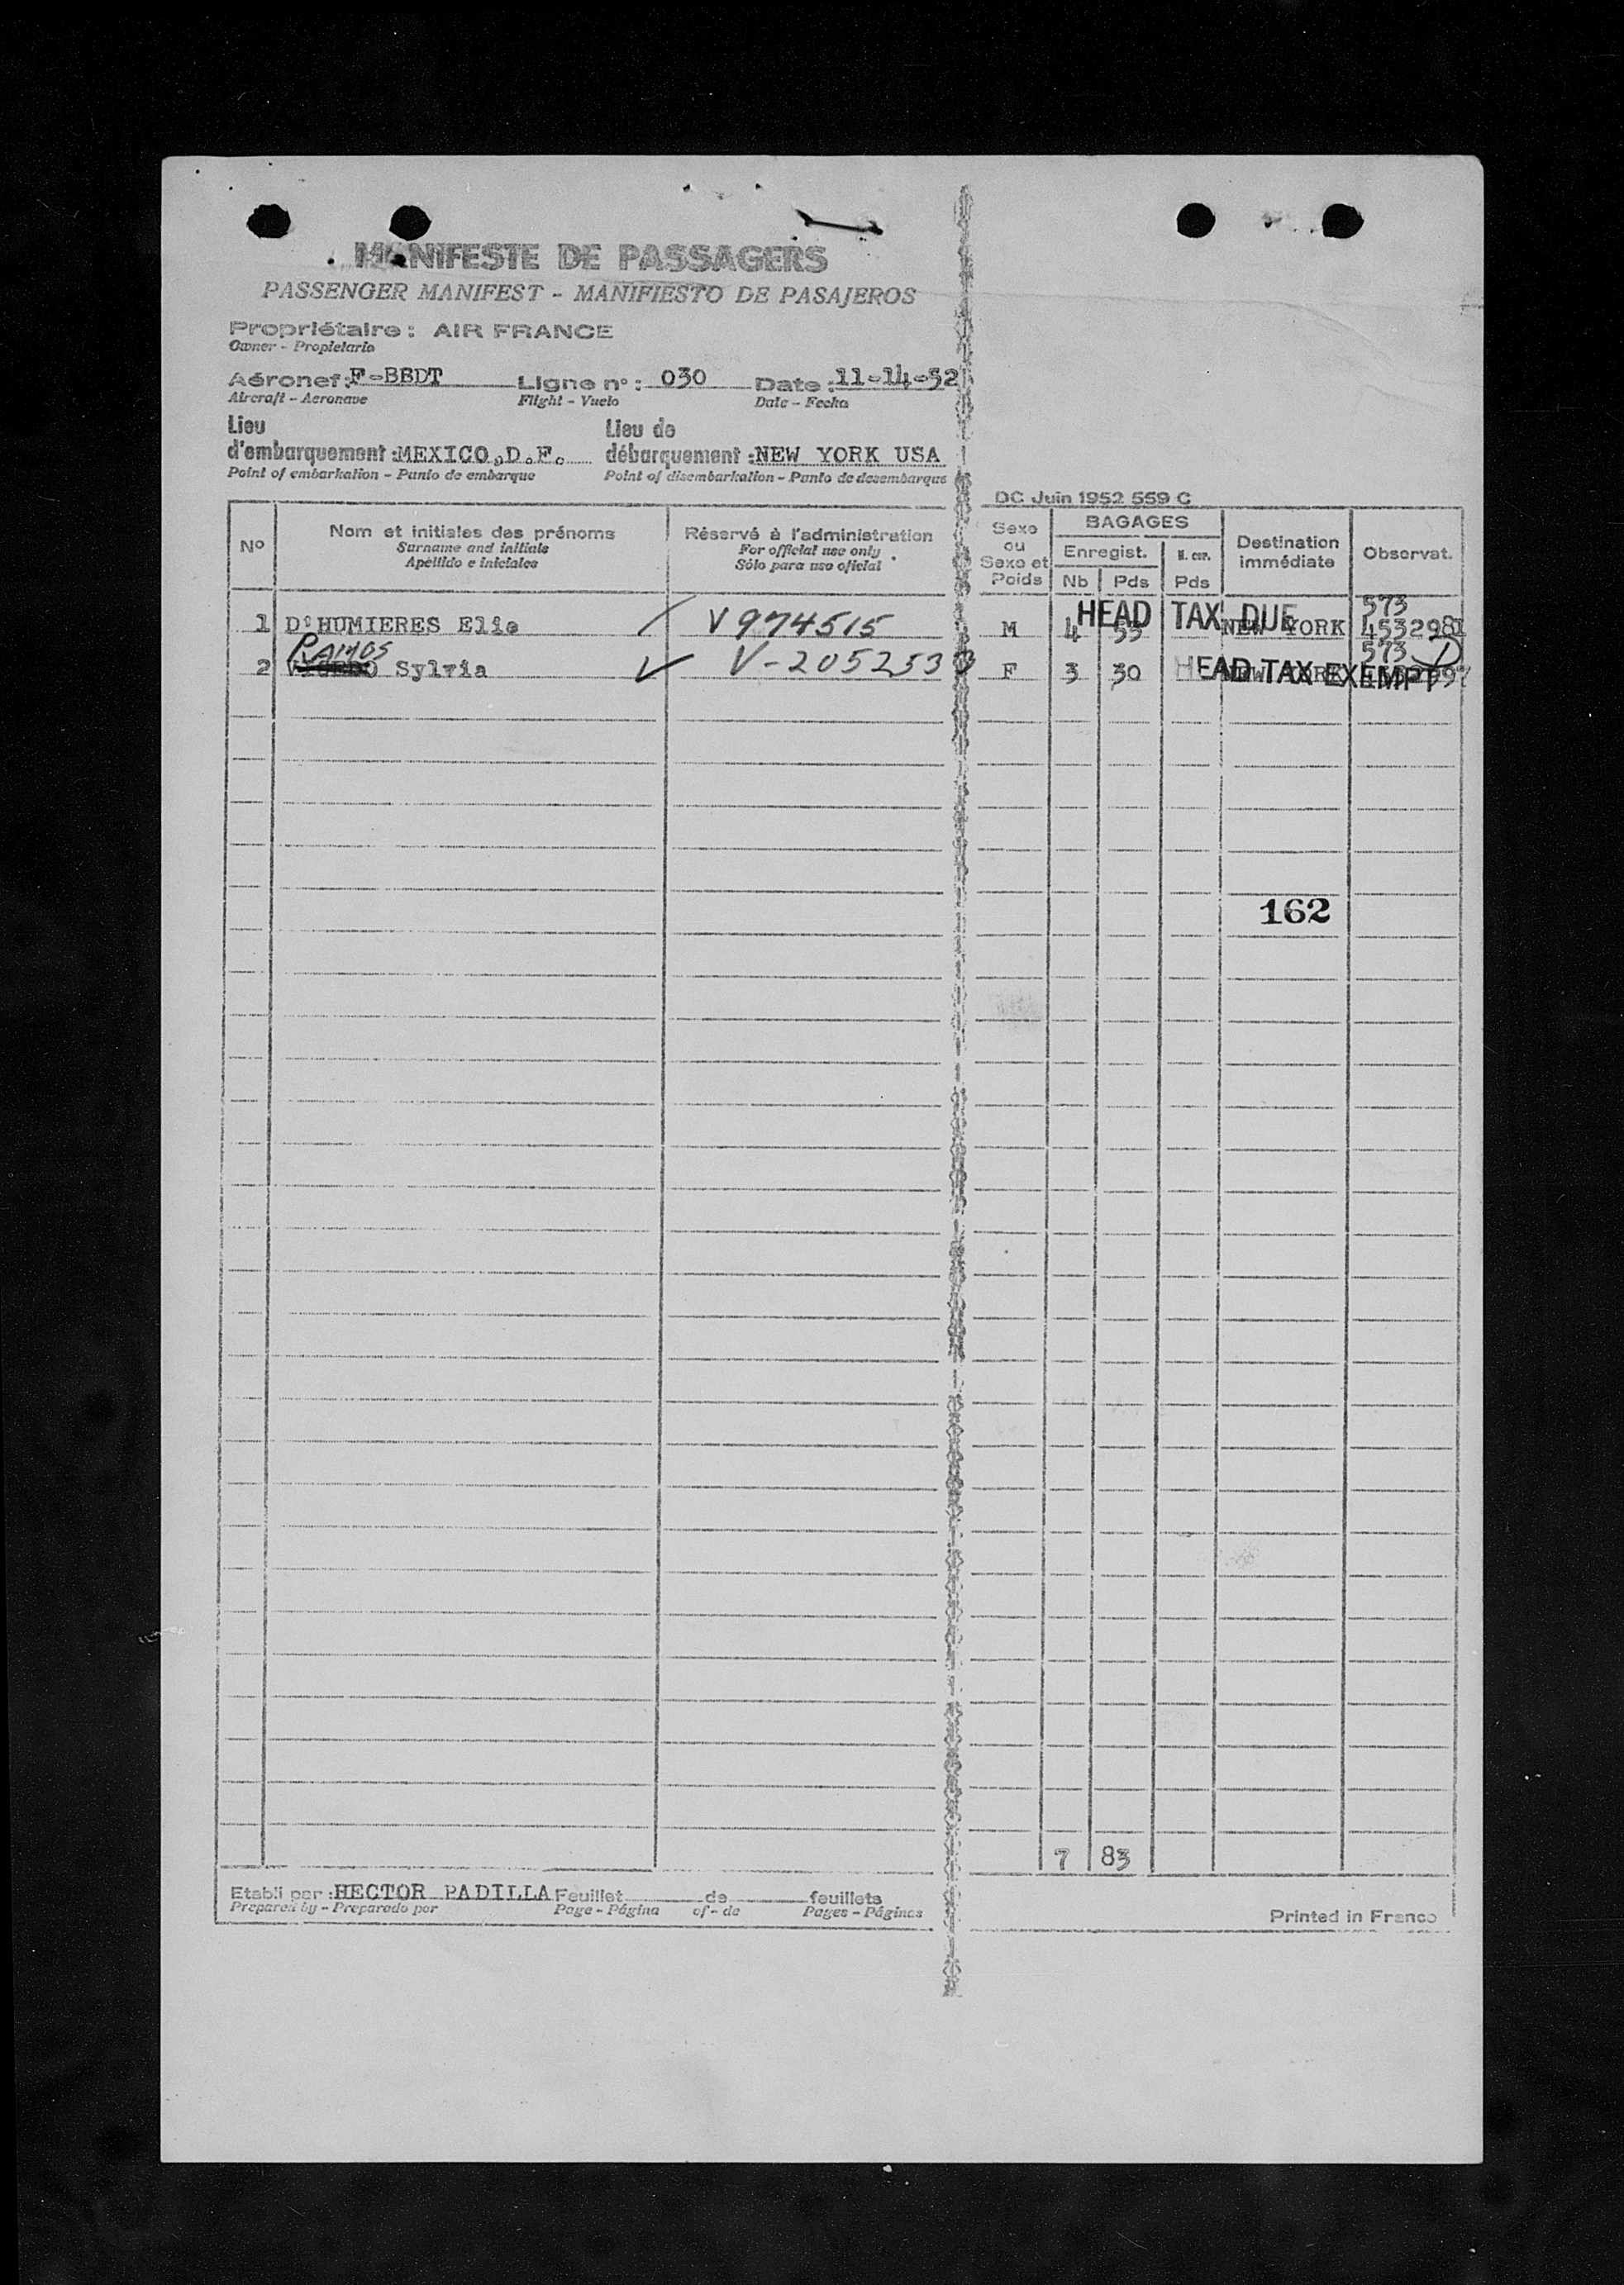 MANIFESTE DE PASSAGERS
PASSENGER MANIFEST - MANIFIESTO DE PASAJEROS
Propriétaire : AIR FRANCE
Owner - Propietario
Aéronef : F-BBDT Ligne n° : 030 Date : 11-14-52
Aircraft - Aeronave Flight - Vuelo Date - Fecha
Lieu d'embarquement : MEXICO, D.F. Lieu de débarquement : NEW YORK USA
Point of embarkation - Punto de embarque Point of disembarkation - Punto de desembarque
DC Juin 1952 559 C
Nº Nom et initiales des prénoms Réservé à l'administration Sexe ou Sexe et Poids BAGAGES Destination immédiate Observat.
Surname and initials For official use only Enregist. N. enr.
Apellido e iniciales Sólo para uso oficial Nb Pds Pds
HEAD TAX DUE 573
1 D'HUMIERES Elie V 974515 M 4 53 NEW YORK 4532981
RAMOS 573
2 Sylvia V-205253 F 3 30 HEAD TAX EXEMPT
162
7 83
Etabli par : HECTOR PADILLA Feuillet de feuillets
Prepared by - Preparado por Page - Página of - de Pages - Páginas
Printed in France